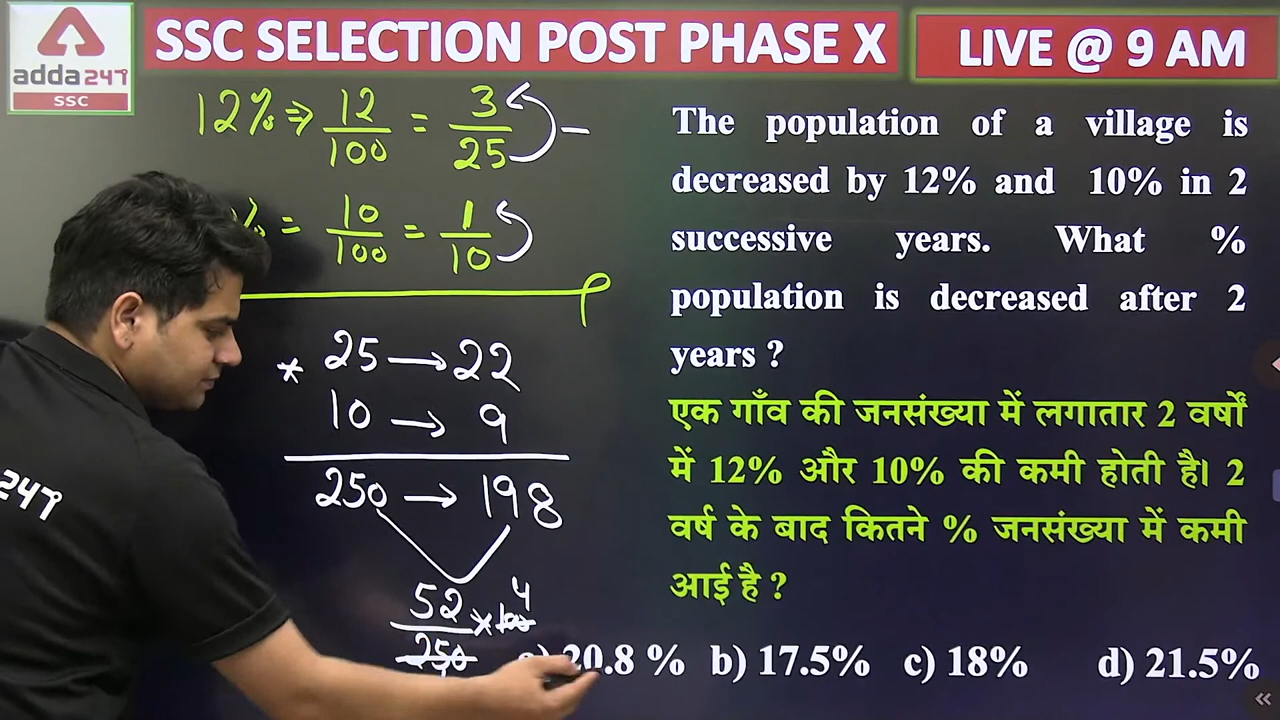 adda247
SSC
SSC SELECTION POST PHASE X
LIVE @ 9 AM
12% ⇒ 12/100 = 3/25 –
% = 10/100 = 1/10
* 25 → 22
10 → 9
250 → 198
52/250 × 100 4
247
The population of a village is
decreased by 12% and 10% in 2
successive years. What %
population is decreased after 2
years ?
एक गाँव की जनसंख्या में लगातार 2 वर्षों
में 12% और 10% की कमी होती है। 2
वर्ष के बाद कितने % जनसंख्या में कमी
आई है ?
20.8 % b) 17.5% c) 18% d) 21.5%